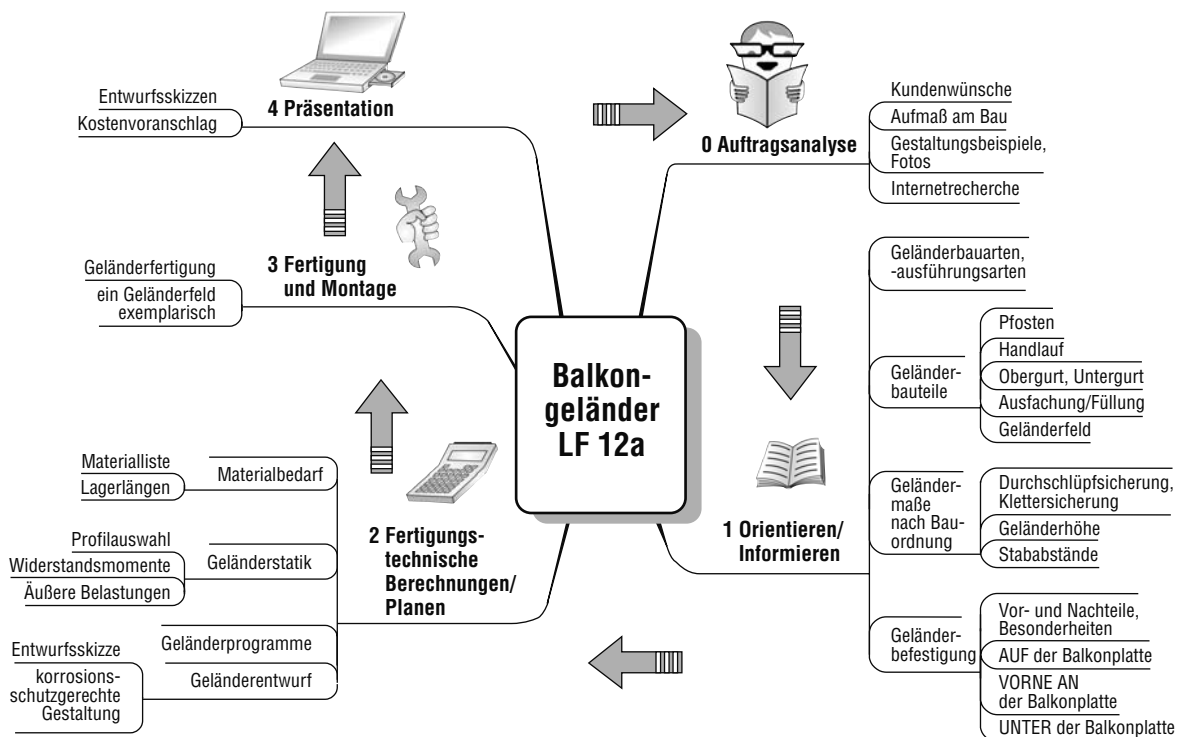 Balkon-
geländer
LF 12a
0 Auftragsanalyse
Kundenwünsche
Aufmaß am Bau
Gestaltungsbeispiele,
Fotos
Internetrecherche
1 Orientieren/
Informieren
Geländerbauarten,
-ausführungsarten
Geländer-
bauteile
Pfosten
Handlauf
Obergurt, Untergurt
Ausfachung/Füllung
Geländerfeld
Geländer-
maße
nach Bau-
ordnung
Durchschlüpfsicherung,
Klettersicherung
Geländerhöhe
Stababstände
Geländer-
befestigung
Vor- und Nachteile,
Besonderheiten
AUF der Balkonplatte
VORNE AN
der Balkonplatte
UNTER der Balkonplatte
2 Fertigungs-
technische
Berechnungen/
Planen
Materialbedarf
Materialliste
Lagerlängen
Geländerstatik
Profilauswahl
Widerstandsmomente
Äußere Belastungen
Geländerprogramme
Geländerentwurf
Entwurfsskizze
korrosions-
schutzgerechte
Gestaltung
3 Fertigung
und Montage
Geländerfertigung
ein Geländerfeld
exemplarisch
4 Präsentation
Entwurfsskizzen
Kostenvoranschlag